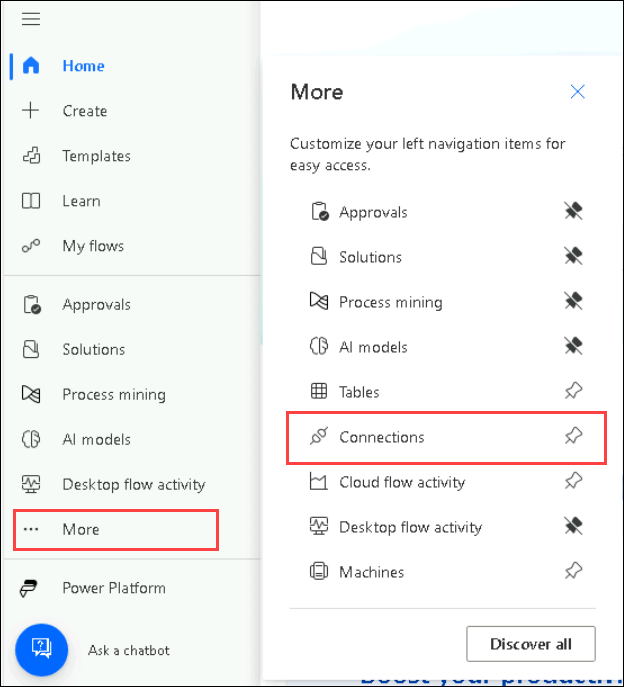 Home
Create
Templates
Learn
My flows
Approvals
Solutions
Process mining
AI models
Desktop flow activity
More
Power Platform
Ask a chatbot
More
Customize your left navigation items for
easy access.
Approvals
Solutions
Process mining
AI models
Tables
Connections
Cloud flow activity
Desktop flow activity
Machines
Discover all
Boost your